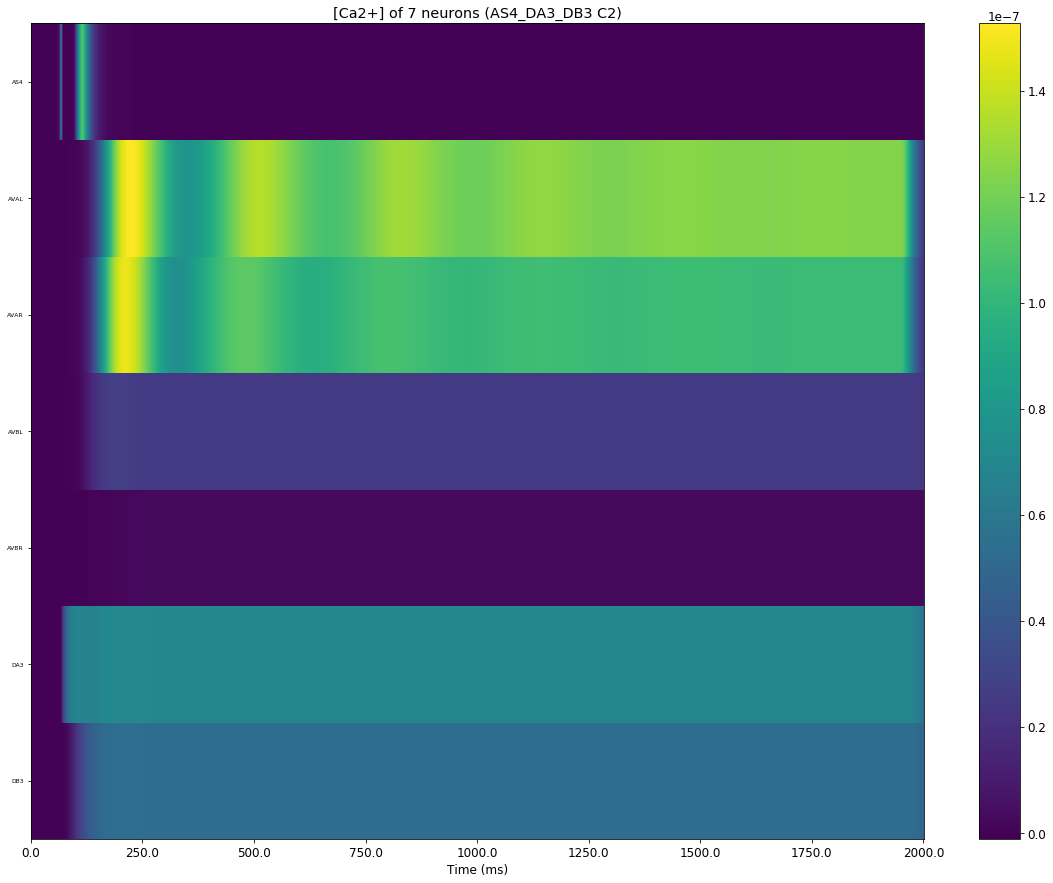 [Ca2+] of 7 neurons (AS4_DA3_DB3 C2)
1e−7
AS4
AVAL
AVAR
AVBL
AVBR
DA3
DB3
1.4
1.2
1.0
0.8
0.6
0.4
0.2
0.0
0.0 250.0 500.0 750.0 1000.0 1250.0 1500.0 1750.0 2000.0
Time (ms)